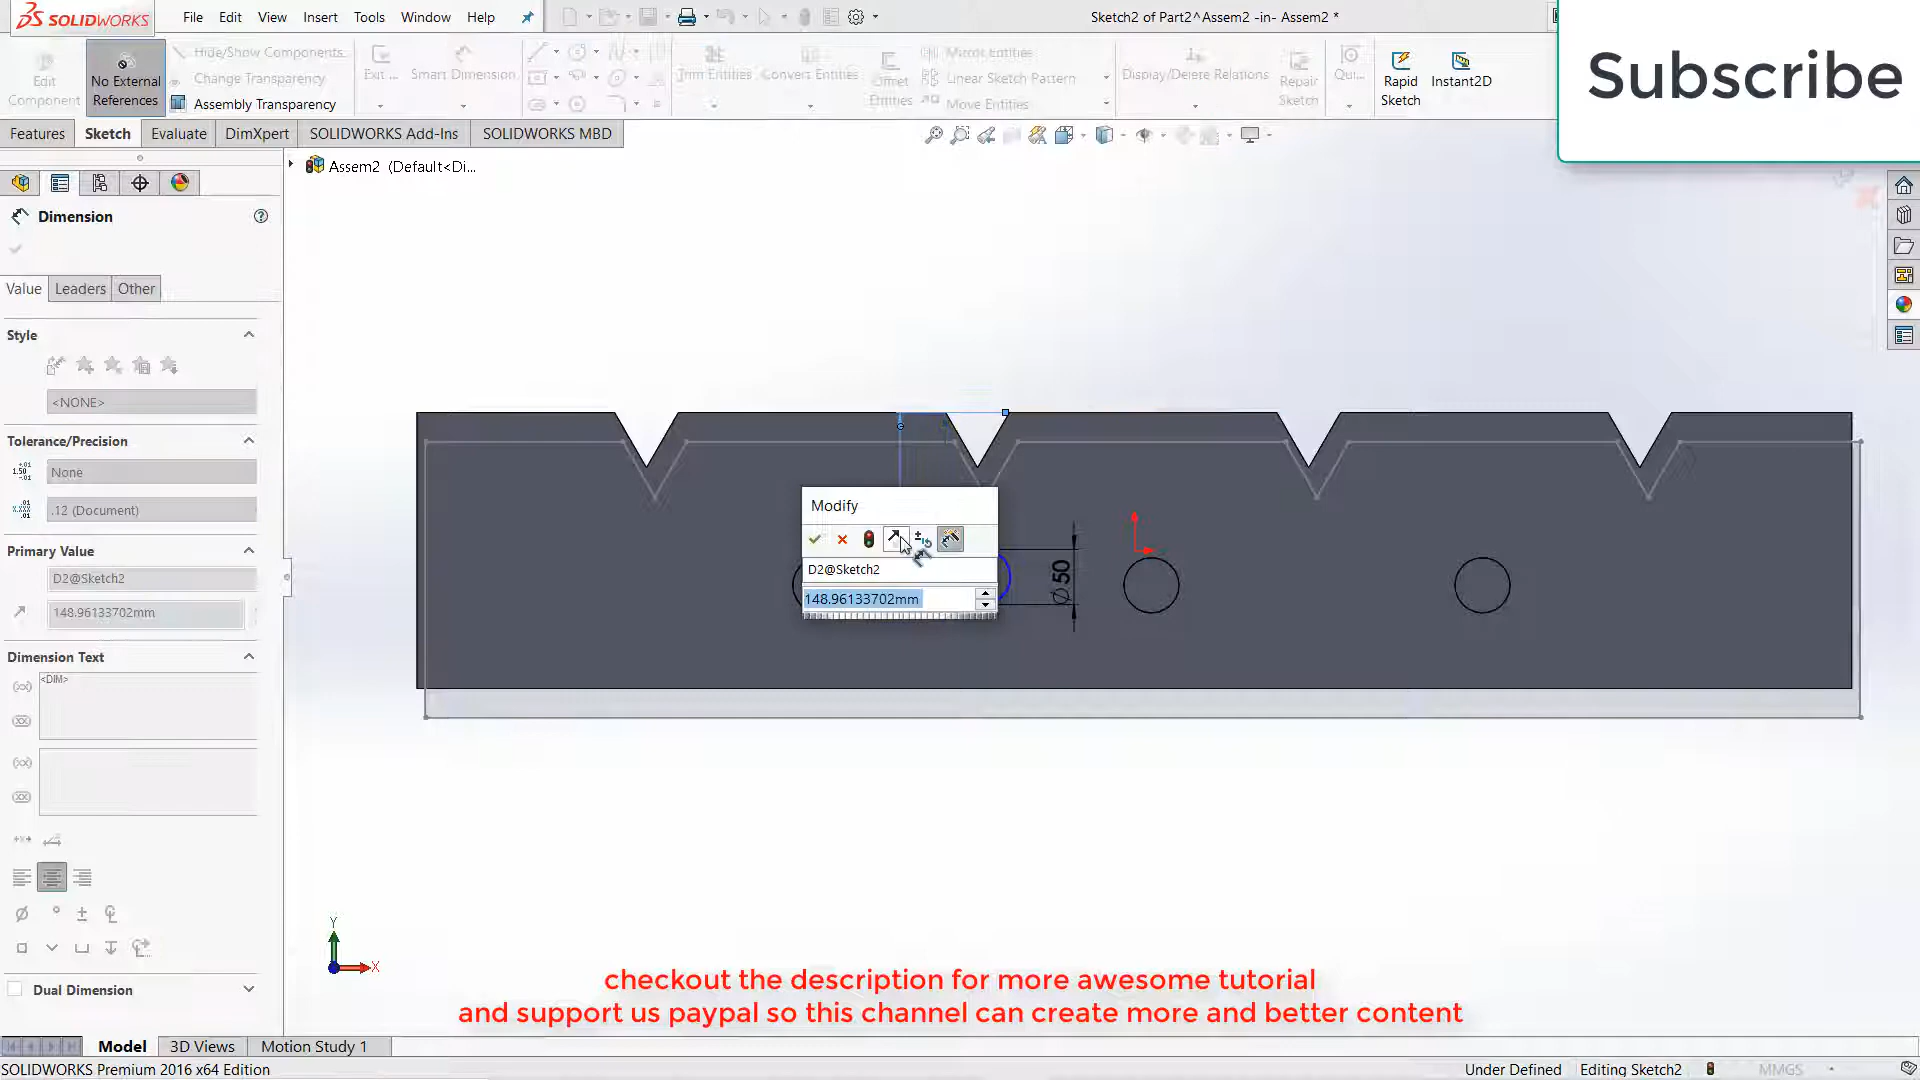 SOLIDWORKS
File Edit View Insert Tools Window Help
Sketch2 of Part2^Assem2 -in- Assem2 *
Subscribe
Edit Component
No External References
Hide/Show Components
Change Transparency
Assembly Transparency
Exit ...
Smart Dimension
Trim Entities
Convert Entities
Offset Entities
Mirror Entities
Linear Sketch Pattern
Move Entities
Display/Delete Relations
Repair Sketch
Qui...
Rapid Sketch
Instant2D
Features Sketch Evaluate DimXpert SOLIDWORKS Add-Ins SOLIDWORKS MBD
Assem2 (Default<Di...
Dimension
Value Leaders Other
Style
<NONE>
Tolerance/Precision
None
.12 (Document)
Primary Value
D2@Sketch2
148.96133702mm
Dimension Text
<DIM>
Dual Dimension
Modify
D2@Sketch2
148.96133702mm
Ø50
Y
X
checkout the description for more awesome tutorial
and support us paypal so this channel can create more and better content
Model 3D Views Motion Study 1
SOLIDWORKS Premium 2016 x64 Edition
Under Defined Editing Sketch2 MMGS